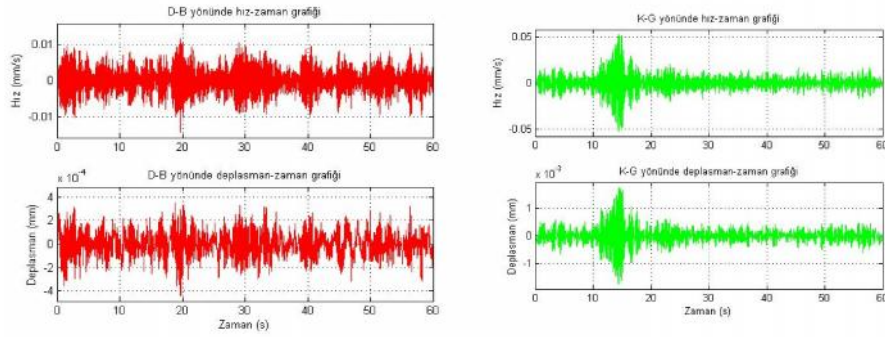 D-B yönünde hız-zaman grafiği
Hız (mm/s)
0.01
0
-0.01
0 10 20 30 40 50 60
D-B yönünde deplasman-zaman grafiği
x 10⁻⁴
Deplasman (mm)
4
2
0
-2
-4
0 10 20 30 40 50 60
Zaman (s)
K-G yönünde hız-zaman grafiği
Hız (mm/s)
0.05
0
-0.05
0 10 20 30 40 50 60
K-G yönünde deplasman-zaman grafiği
x 10⁻³
Deplasman (mm)
1
0
-1
0 10 20 30 40 50 60
Zaman (s)